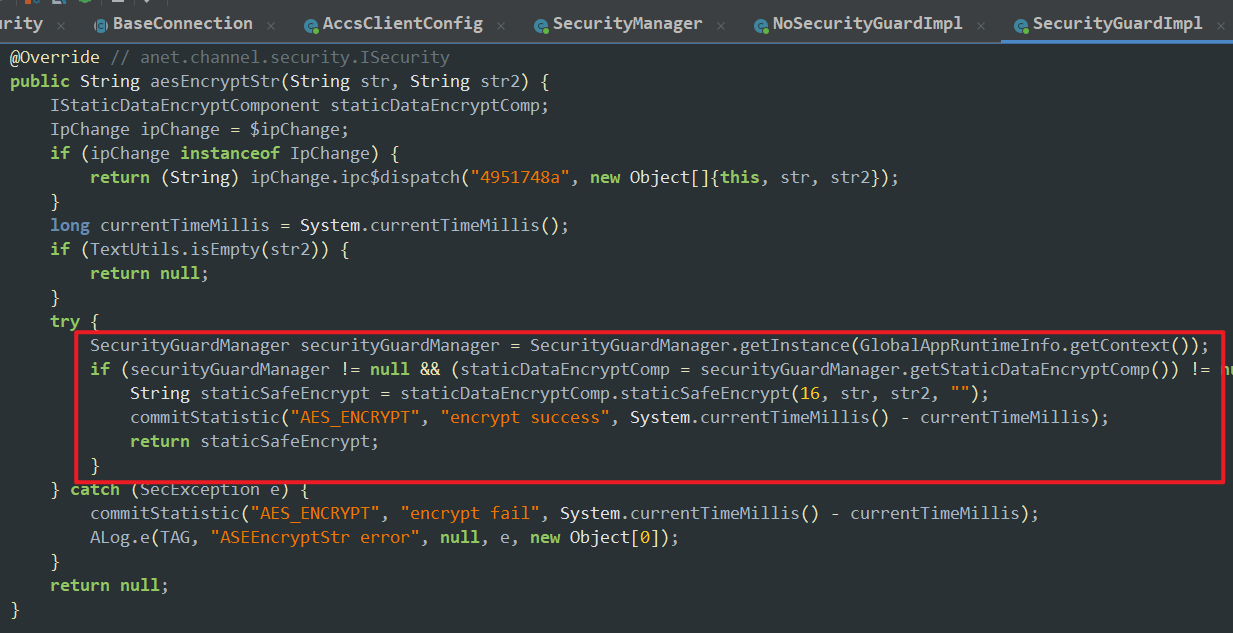 urity BaseConnection AccsClientConfig SecurityManager NoSecurityGuardImpl SecurityGuardImpl
@Override // anet.channel.security.ISecurity
public String aesEncryptStr(String str, String str2) {
    IStaticDataEncryptComponent staticDataEncryptComp;
    IpChange ipChange = $ipChange;
    if (ipChange instanceof IpChange) {
        return (String) ipChange.ipc$dispatch("4951748a", new Object[]{this, str, str2});
    }
    long currentTimeMillis = System.currentTimeMillis();
    if (TextUtils.isEmpty(str2)) {
        return null;
    }
    try {
        SecurityGuardManager securityGuardManager = SecurityGuardManager.getInstance(GlobalAppRuntimeInfo.getContext());
        if (securityGuardManager != null && (staticDataEncryptComp = securityGuardManager.getStaticDataEncryptComp()) != nu
            String staticSafeEncrypt = staticDataEncryptComp.staticSafeEncrypt(16, str, str2, "");
            commitStatistic("AES_ENCRYPT", "encrypt success", System.currentTimeMillis() - currentTimeMillis);
            return staticSafeEncrypt;
        }
    } catch (SecException e) {
        commitStatistic("AES_ENCRYPT", "encrypt fail", System.currentTimeMillis() - currentTimeMillis);
        ALog.e(TAG, "ASEEncryptStr error", null, e, new Object[0]);
    }
    return null;
}